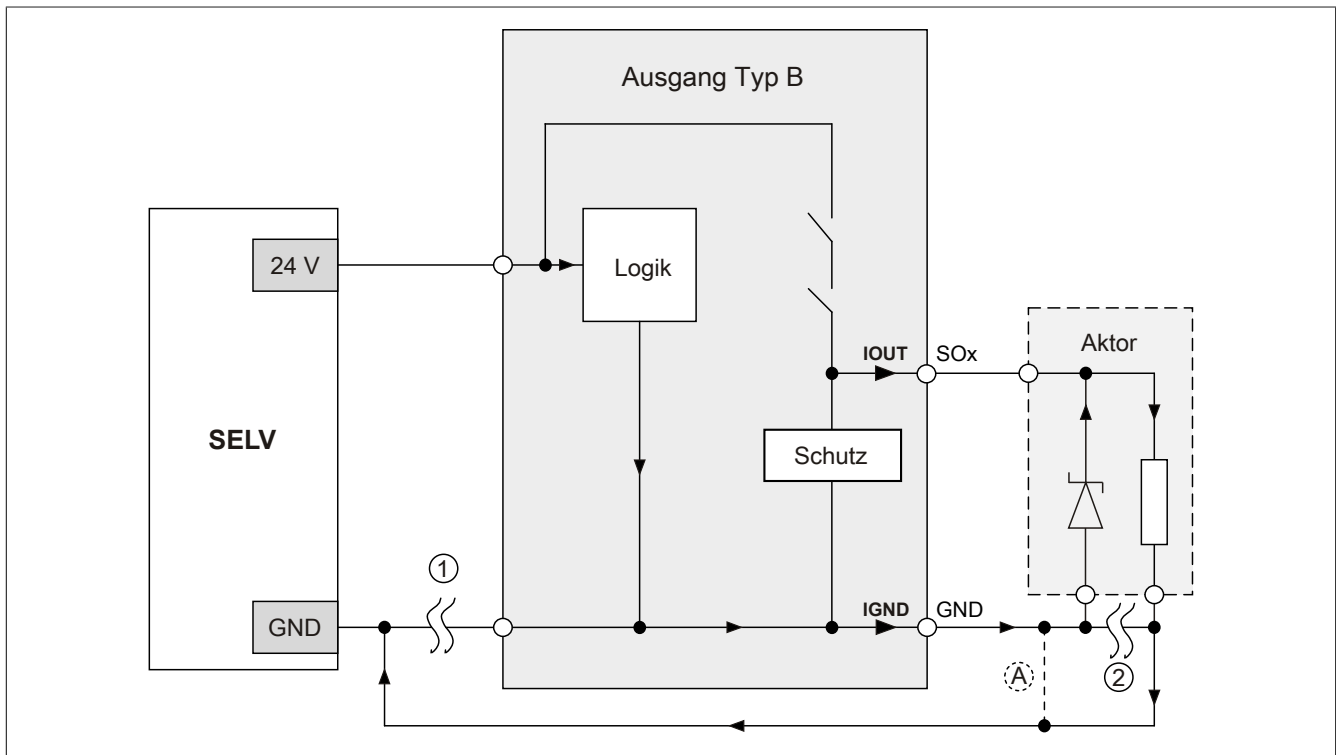 Ausgang Typ B
24 V
Logik
SELV
IOUT
SOx
Aktor
Schutz
1
GND
IGND
GND
A
2